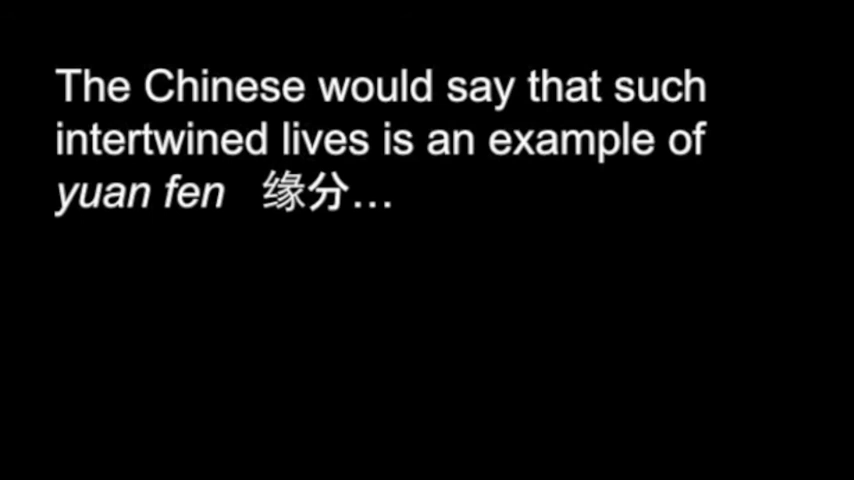 The Chinese would say that such
intertwined lives is an example of
yuan fen 缘分…